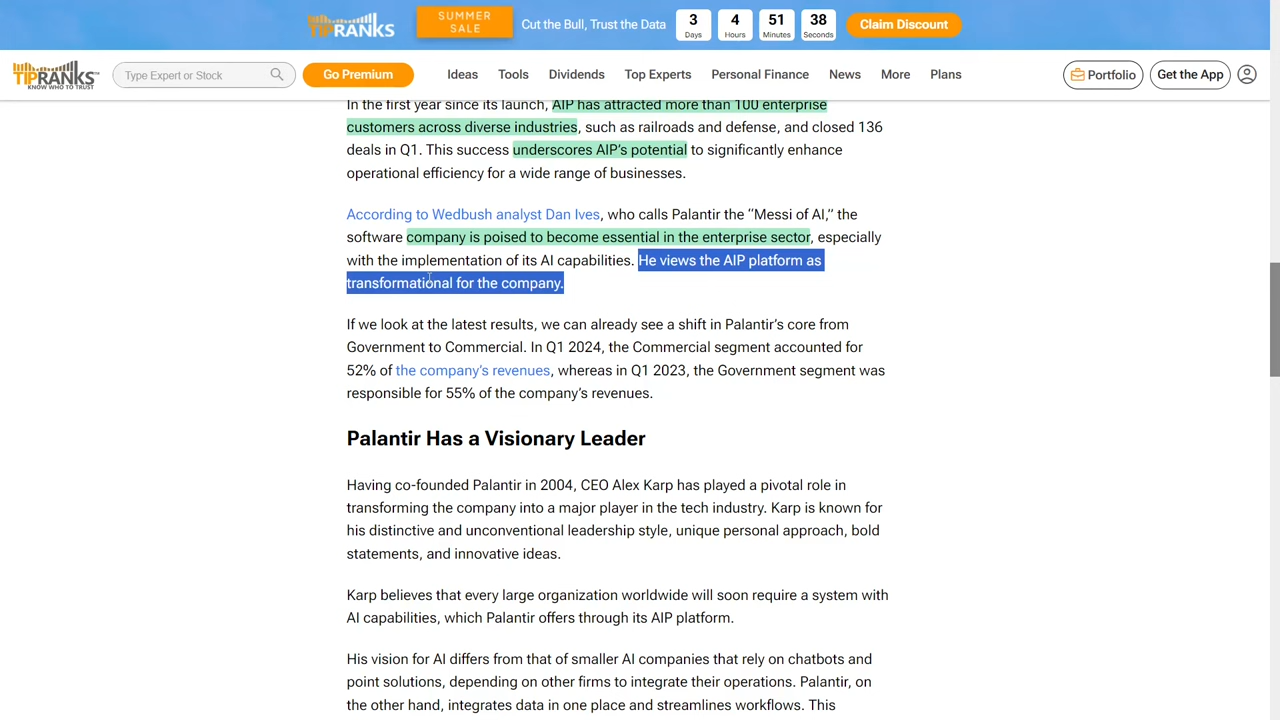 TIPRANKS
SUMMER
SALE
Cut the Bull, Trust the Data
3
Days
4
Hours
51
Minutes
38
Seconds
Claim Discount
TIPRANKS™
KNOW WHO TO TRUST
Type Expert or Stock
Go Premium
Ideas
Tools
Dividends
Top Experts
Personal Finance
News
More
Plans
Portfolio
Get the App
In the first year since its launch, AIP has attracted more than 100 enterprise
customers across diverse industries, such as railroads and defense, and closed 136
deals in Q1. This success underscores AIP's potential to significantly enhance
operational efficiency for a wide range of businesses.
According to Wedbush analyst Dan Ives, who calls Palantir the “Messi of AI,” the
software company is poised to become essential in the enterprise sector, especially
with the implementation of its AI capabilities. He views the AIP platform as
transformational for the company.
If we look at the latest results, we can already see a shift in Palantir's core from
Government to Commercial. In Q1 2024, the Commercial segment accounted for
52% of the company's revenues, whereas in Q1 2023, the Government segment was
responsible for 55% of the company's revenues.
Palantir Has a Visionary Leader
Having co-founded Palantir in 2004, CEO Alex Karp has played a pivotal role in
transforming the company into a major player in the tech industry. Karp is known for
his distinctive and unconventional leadership style, unique personal approach, bold
statements, and innovative ideas.
Karp believes that every large organization worldwide will soon require a system with
AI capabilities, which Palantir offers through its AIP platform.
His vision for AI differs from that of smaller AI companies that rely on chatbots and
point solutions, depending on other firms to integrate their operations. Palantir, on
the other hand, integrates data in one place and streamlines workflows. This